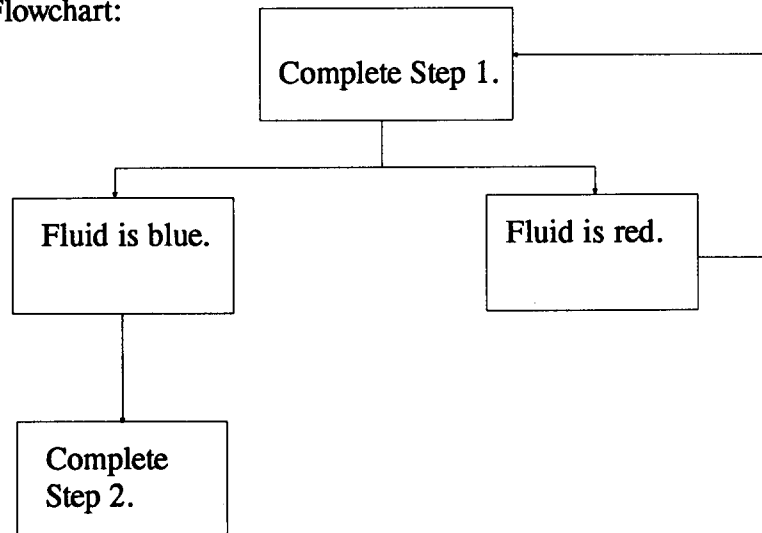 Flowchart:
Complete Step 1.
Fluid is blue.
Fluid is red.
Complete
Step 2.